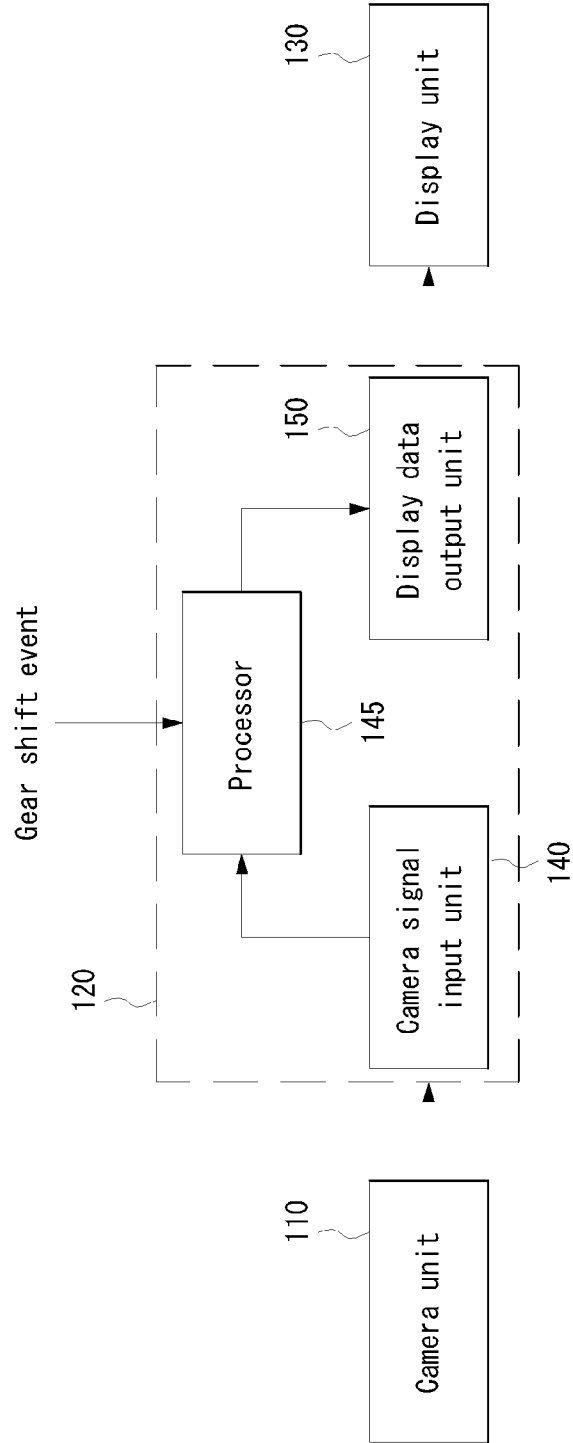 Gear shift event
120
Processor
145
110
Camera unit
Camera signal
input unit
140
150
Display data
output unit
130
Display unit